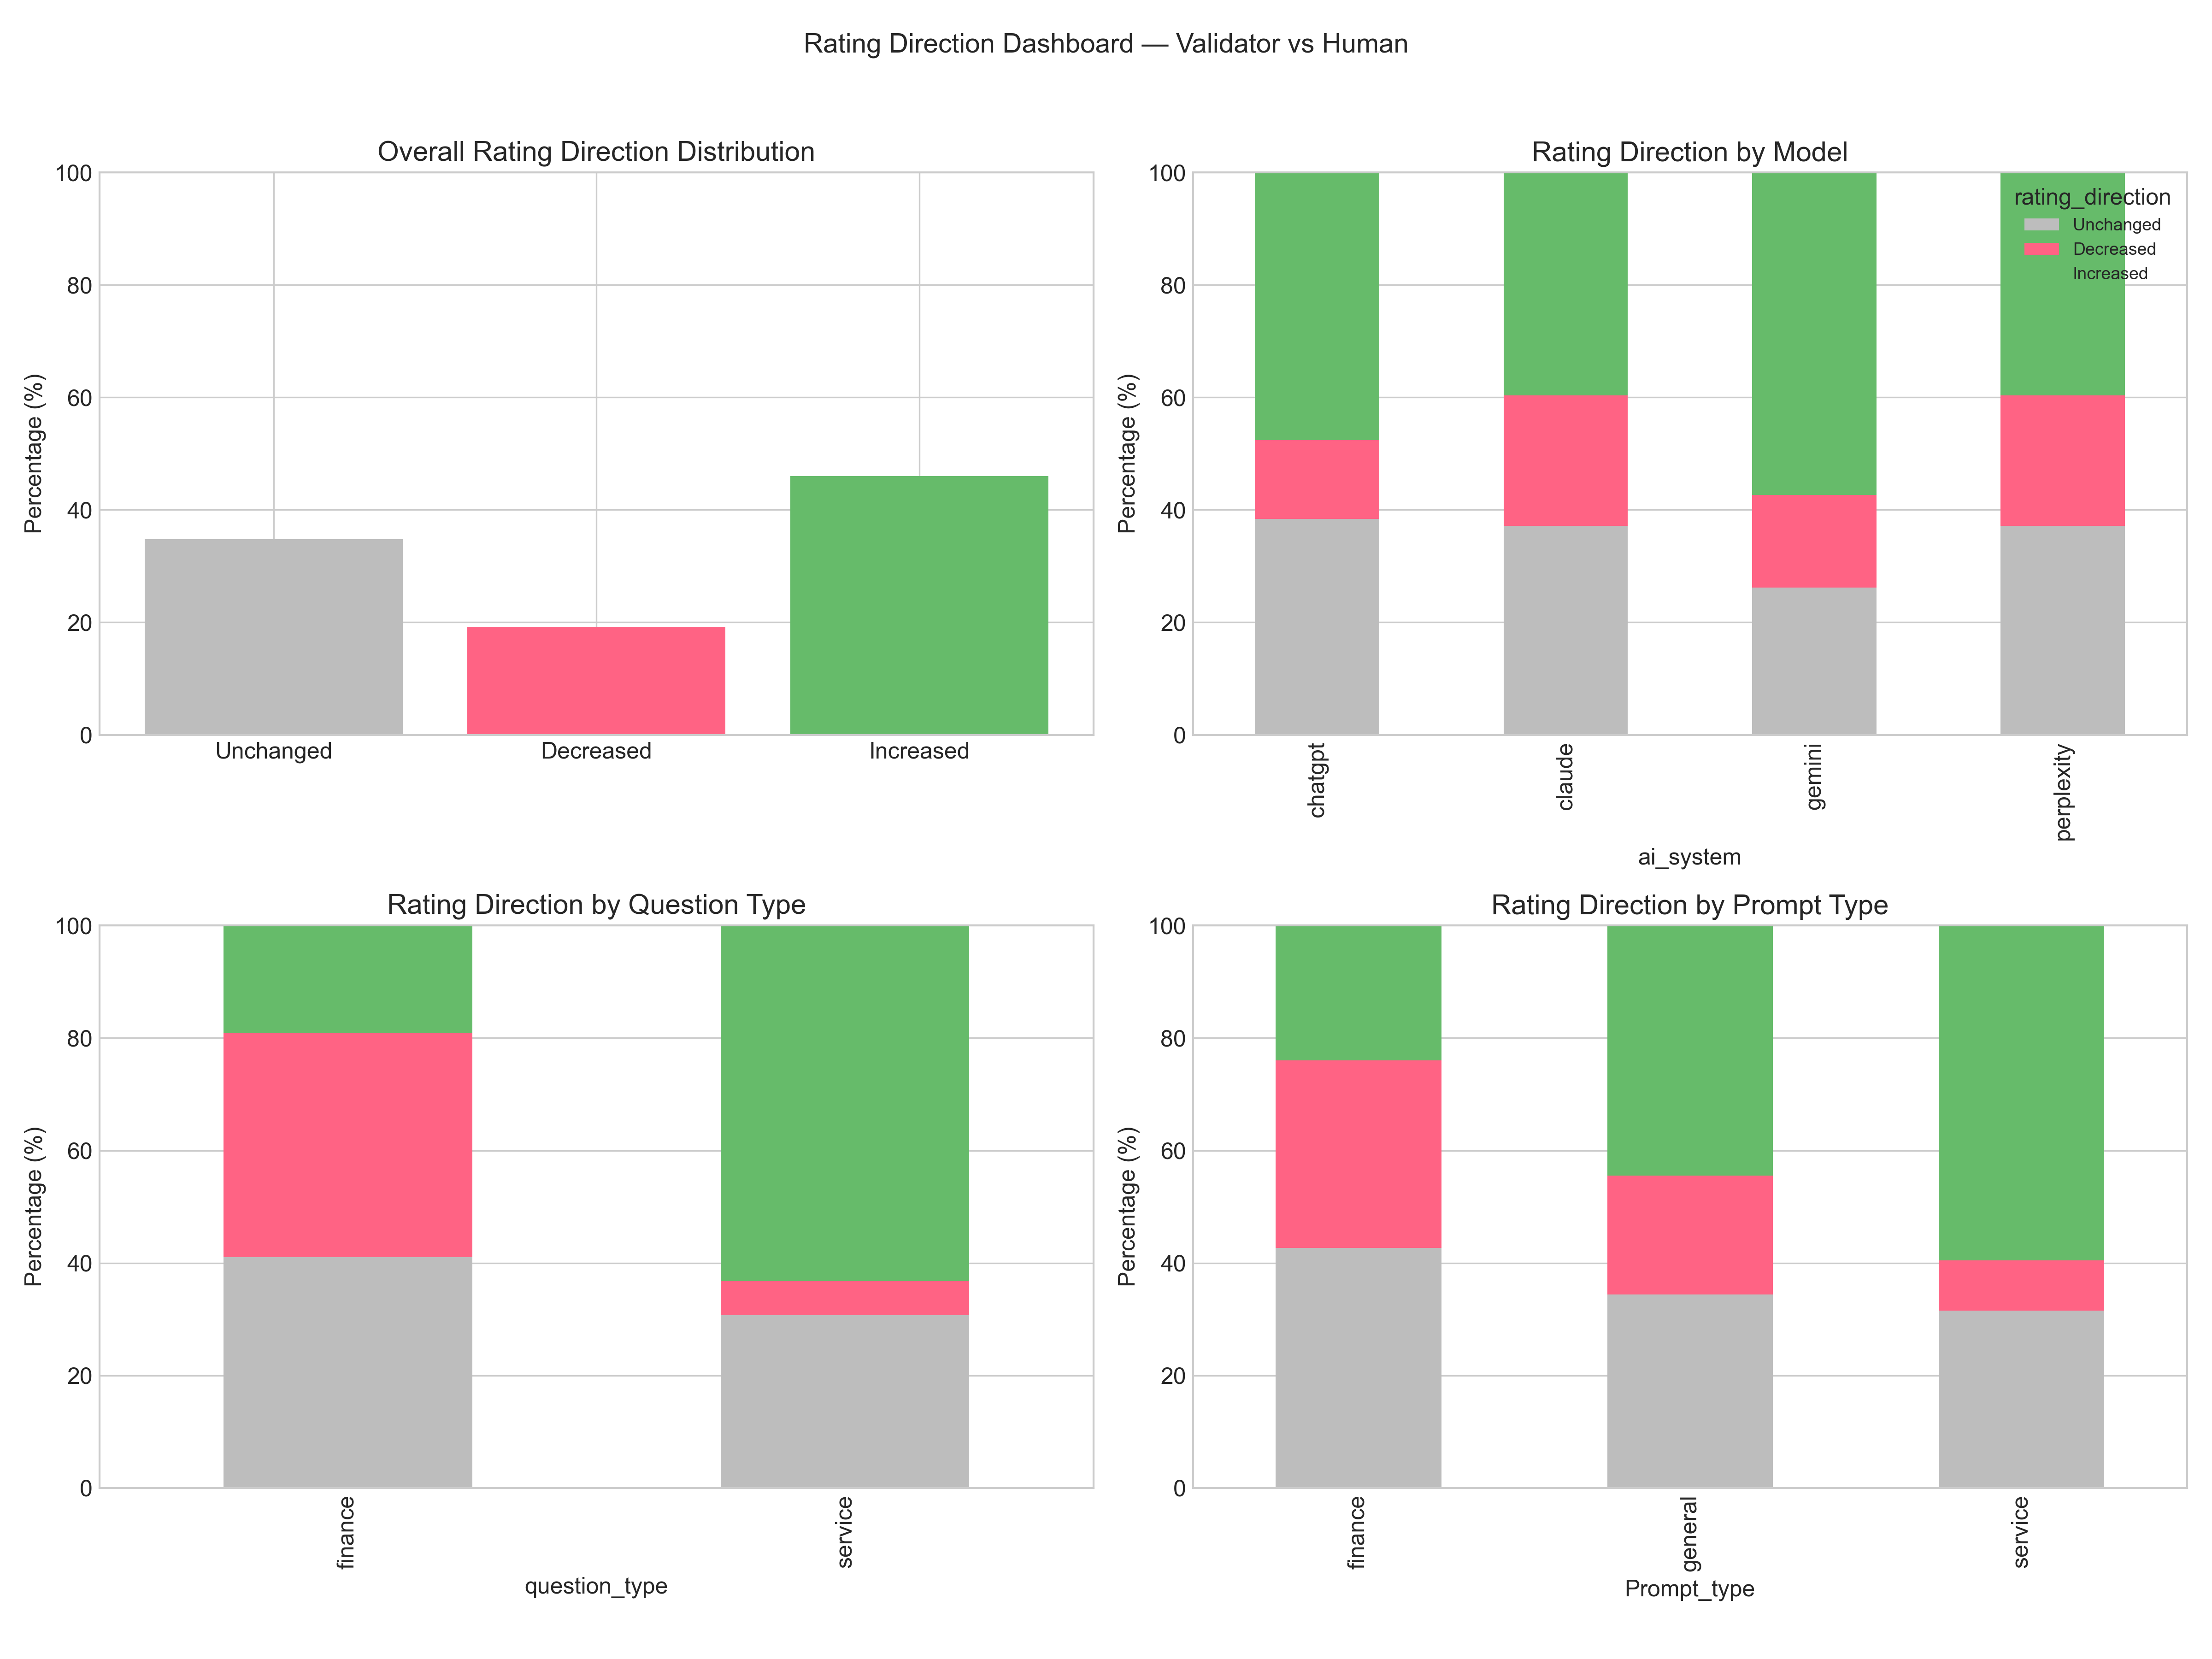 Rating Direction Dashboard — Validator vs Human
Overall Rating Direction Distribution
100
80
60
40
20
0
Percentage (%)
Unchanged
Decreased
Increased
Rating Direction by Model
100
80
60
40
20
0
Percentage (%)
rating_direction
Unchanged
Decreased
Increased
chatgpt
claude
gemini
perplexity
ai_system
Rating Direction by Question Type
100
80
60
40
20
0
Percentage (%)
finance
service
question_type
Rating Direction by Prompt Type
100
80
60
40
20
0
Percentage (%)
finance
general
service
Prompt_type